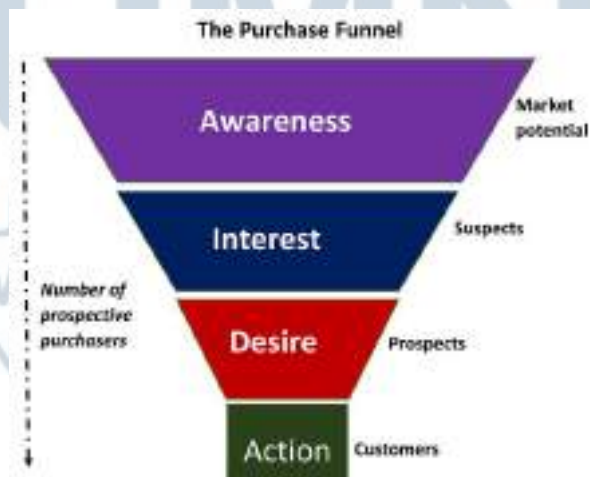 The Purchase Funnel
Awareness
Market
potential
Interest
Suspects
Number of
prospective
purchasers
Desire
Prospects
Action
Customers